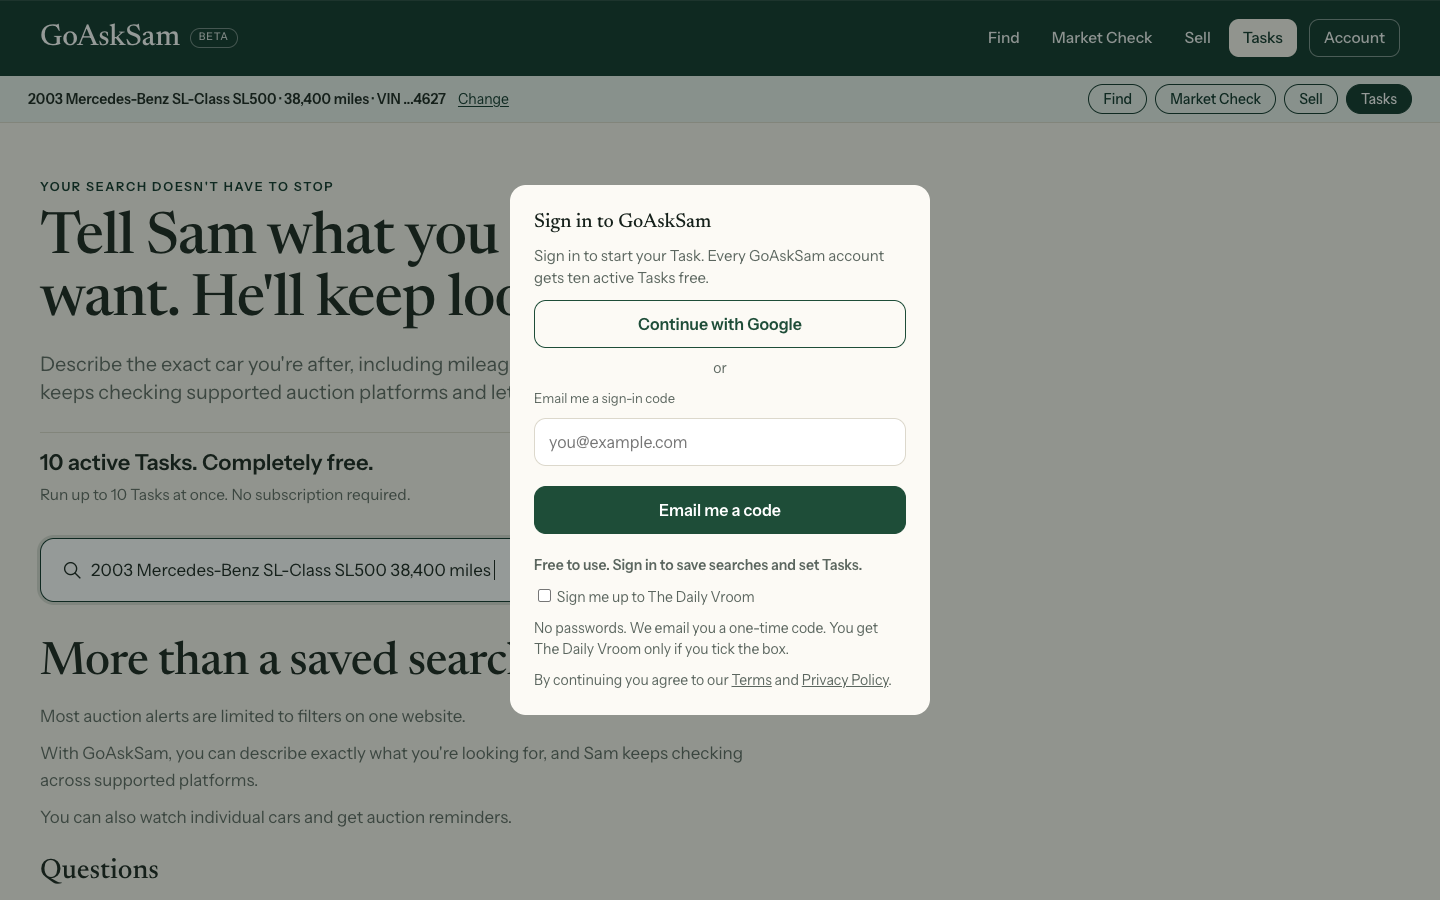 GoAskSam BETA Find Market Check Sell Tasks Account
2003 Mercedes-Benz SL-Class SL500 · 38,400 miles · VIN ...4627 Change Find Market Check Sell Tasks
YOUR SEARCH DOESN'T HAVE TO STOP
Tell Sam what you
want. He'll keep loo
Describe the exact car you're after, including mileag
keeps checking supported auction platforms and let
10 active Tasks. Completely free.
Run up to 10 Tasks at once. No subscription required.
2003 Mercedes-Benz SL-Class SL500 38,400 miles
More than a saved search
Most auction alerts are limited to filters on one website.
With GoAskSam, you can describe exactly what you're looking for, and Sam keeps checking
across supported platforms.
You can also watch individual cars and get auction reminders.
Questions
Sign in to GoAskSam
Sign in to start your Task. Every GoAskSam account
gets ten active Tasks free.
Continue with Google
or
Email me a sign-in code
you@example.com
Email me a code
Free to use. Sign in to save searches and set Tasks.
Sign me up to The Daily Vroom
No passwords. We email you a one-time code. You get
The Daily Vroom only if you tick the box.
By continuing you agree to our Terms and Privacy Policy.